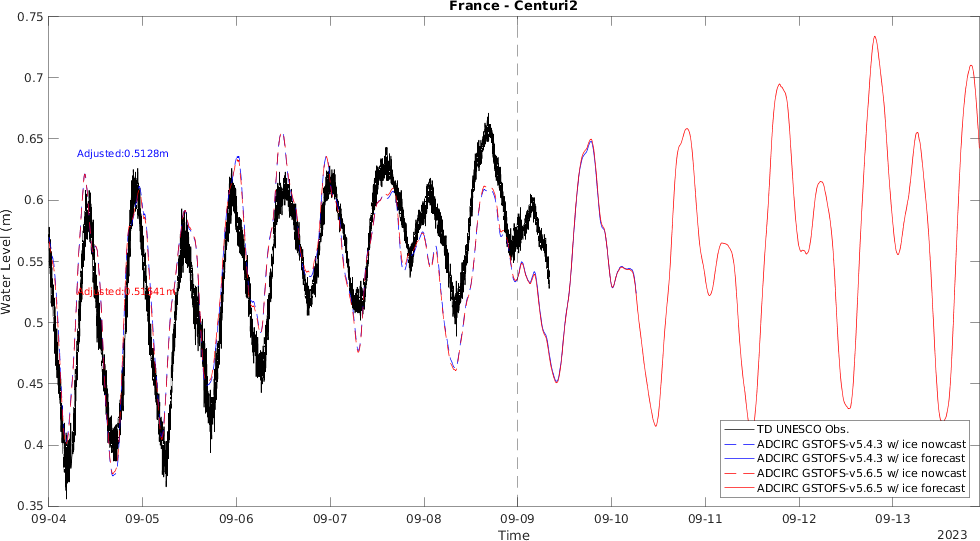 France - Centuri2
0.75
0.7
0.65
0.6
0.55
0.5
0.45
0.4
0.35
Water Level (m)
Adjusted:0.5128m
Adjusted:0.51641m
TD UNESCO Obs.
ADCIRC GSTOFS-v5.4.3 w/ ice nowcast
ADCIRC GSTOFS-v5.4.3 w/ ice forecast
ADCIRC GSTOFS-v5.6.5 w/ ice nowcast
ADCIRC GSTOFS-v5.6.5 w/ ice forecast
09-04 09-05 09-06 09-07 09-08 09-09 09-10 09-11 09-12 09-13
Time
2023